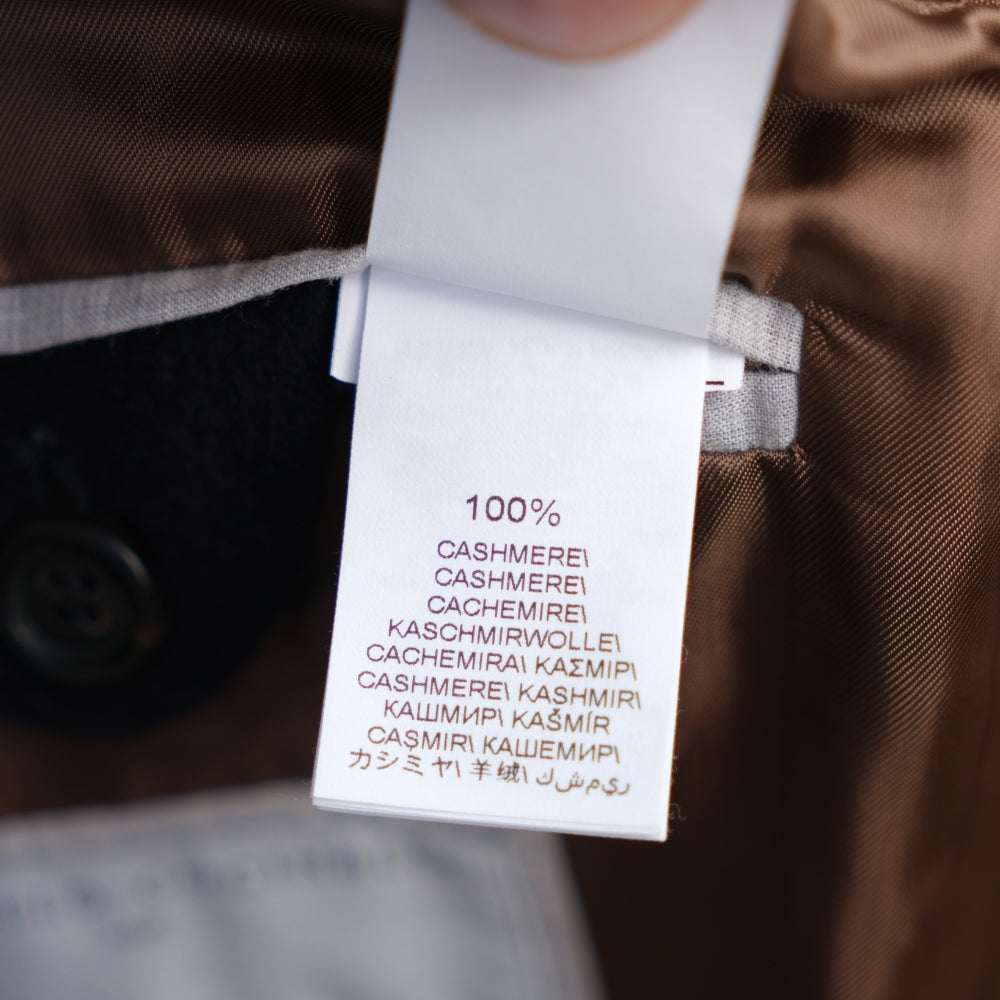 100%
CASHMERE\
CASHMERE\
CACHEMIRE\
KASCHMIRWOLLE\
CACHEMIRA\ ΚΑΣΜΙΡ\
CASHMERE\ KASHMIR\
КАШМИР\ KAŠMÍR
CAŞMIR\ КАШЕМИР\
カシミヤ\ 羊绒\ ك ش م ي ر